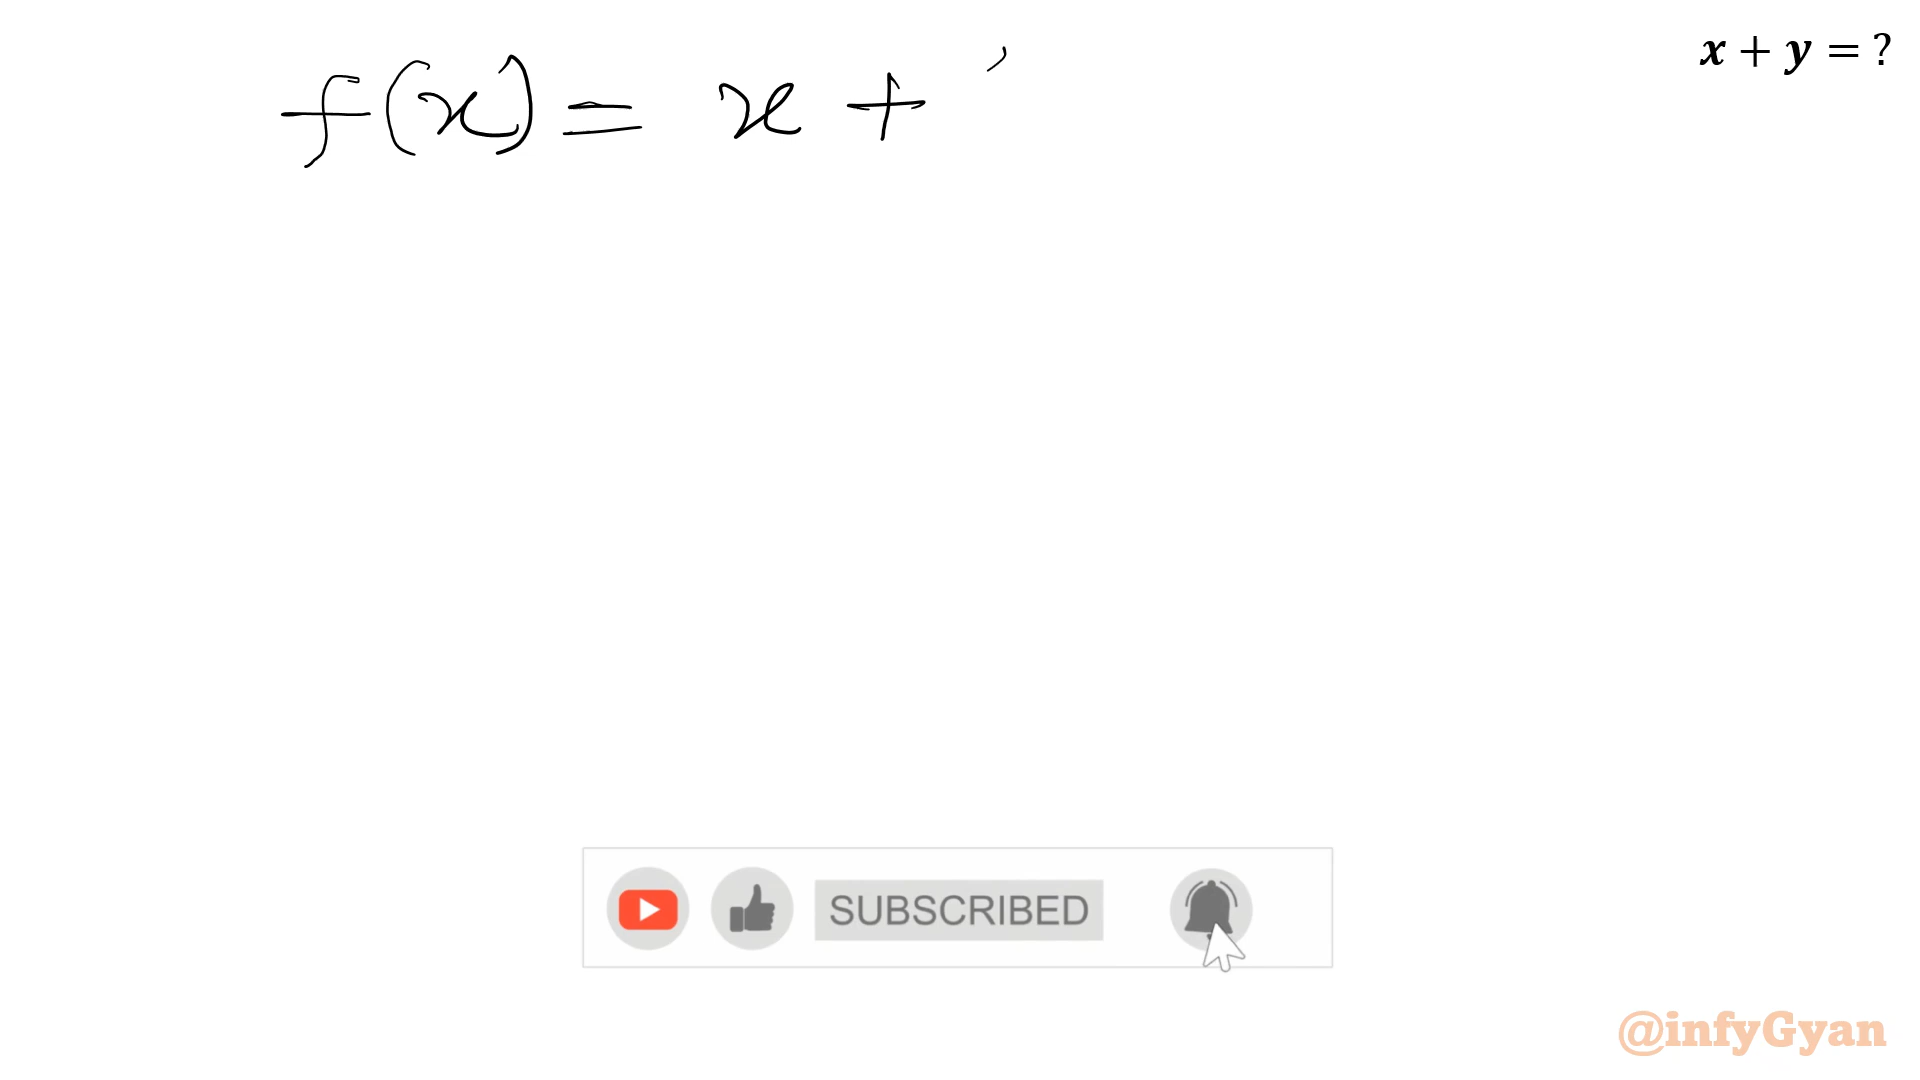 x + y = ?
f(x) = x +
SUBSCRIBED
@infyGyan